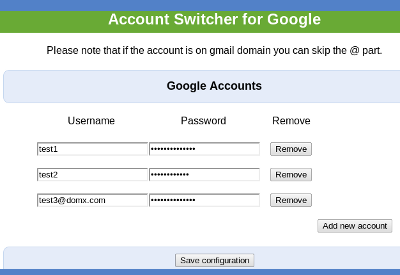 Account Switcher for Google
Please note that if the account is on gmail domain you can skip the @ part.
Google Accounts
Username Password Remove
test1 •••••••••••••• Remove
test2 •••••••••••• Remove
test3@domx.com •••••••••••••• Remove
Add new account
Save configuration